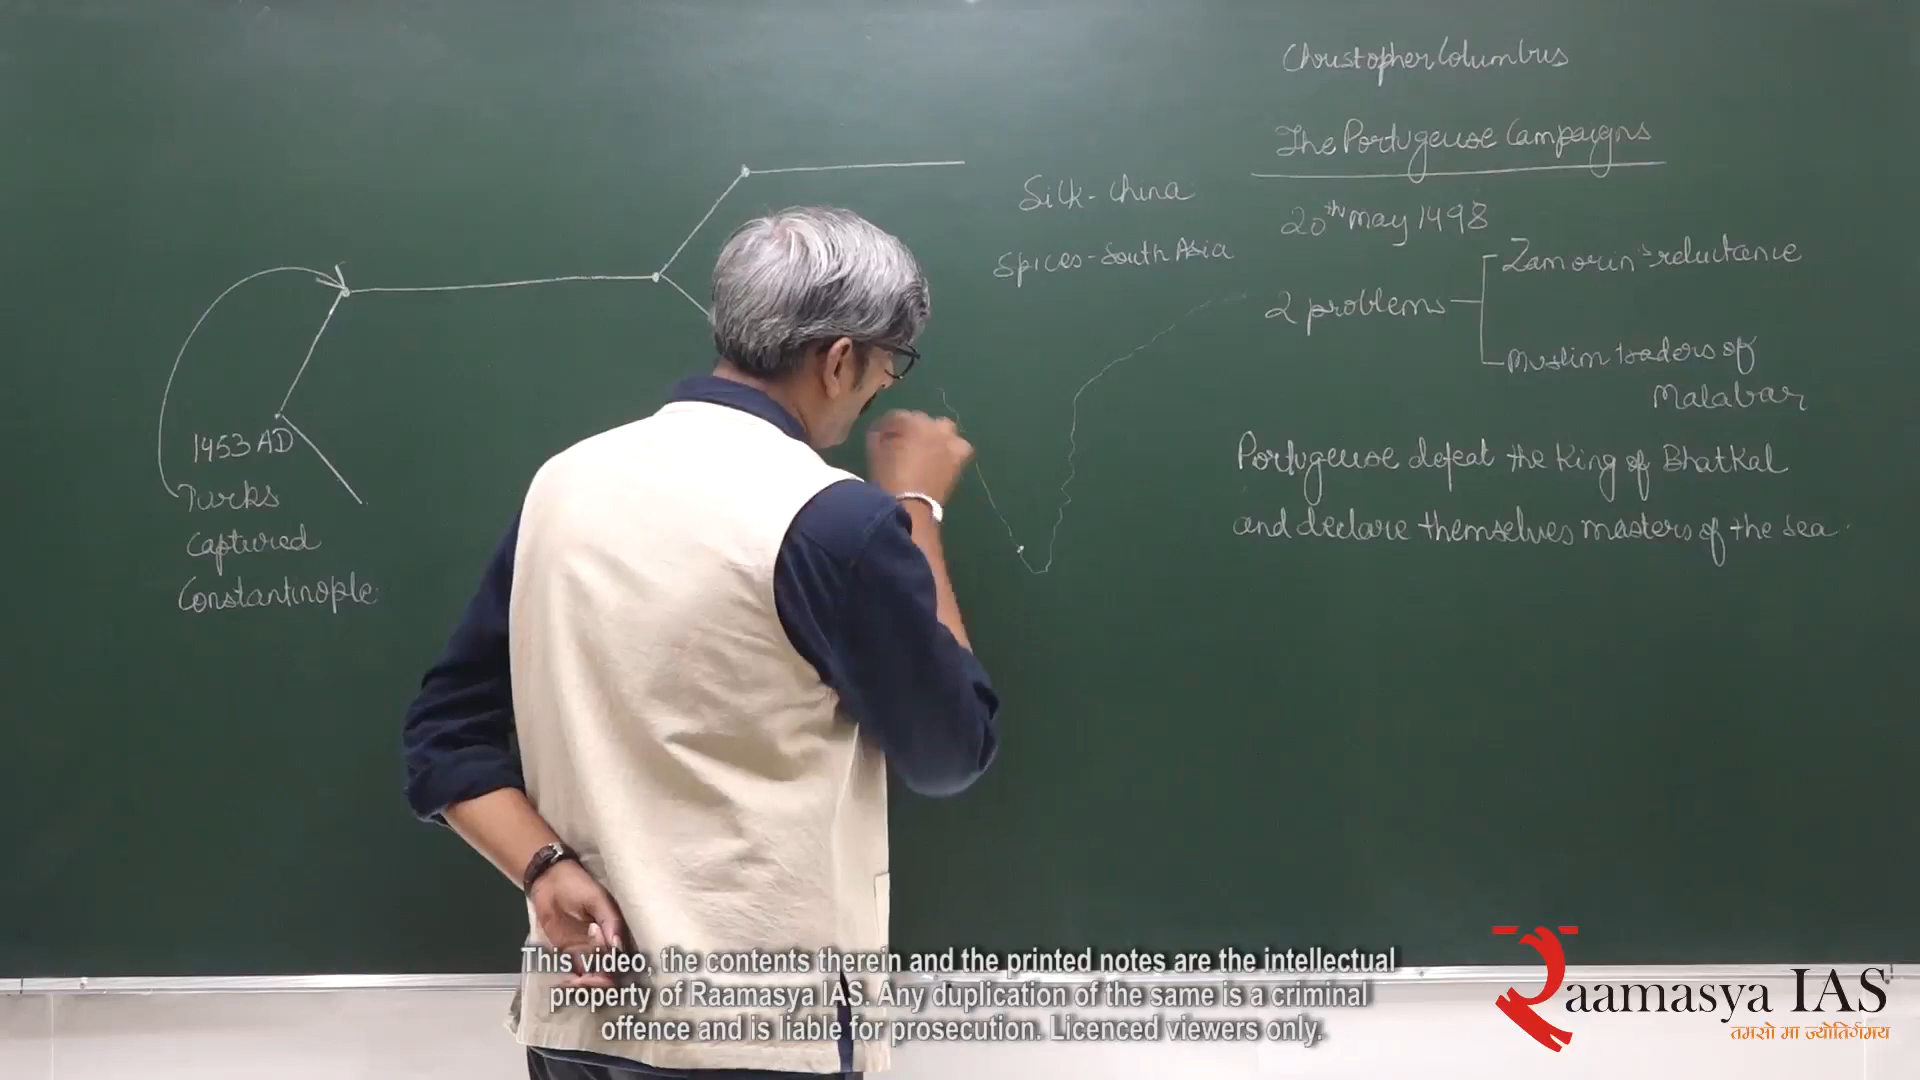 Christopher Columbus
The Portugeuse Campaigns
Silk - China
20th May 1498
Spices - South Asia
Zamorin's reluctance
2 problems
Muslim traders of
Malabar
1453 AD
Turks
Captured
Constantinople
Portugeuse defeat the King of Bhatkal
and declare themselves masters of the sea
This video, the contents therein and the printed notes are the intellectual
property of Raamasya IAS. Any duplication of the same is a criminal
offence and is liable for prosecution. Licenced viewers only.
Raamasya IAS
तमसो मा ज्योतिर्गमय